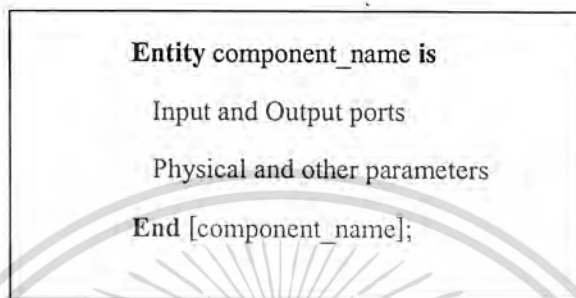 Entity component_name is
Input and Output ports
Physical and other parameters
End [component_name];